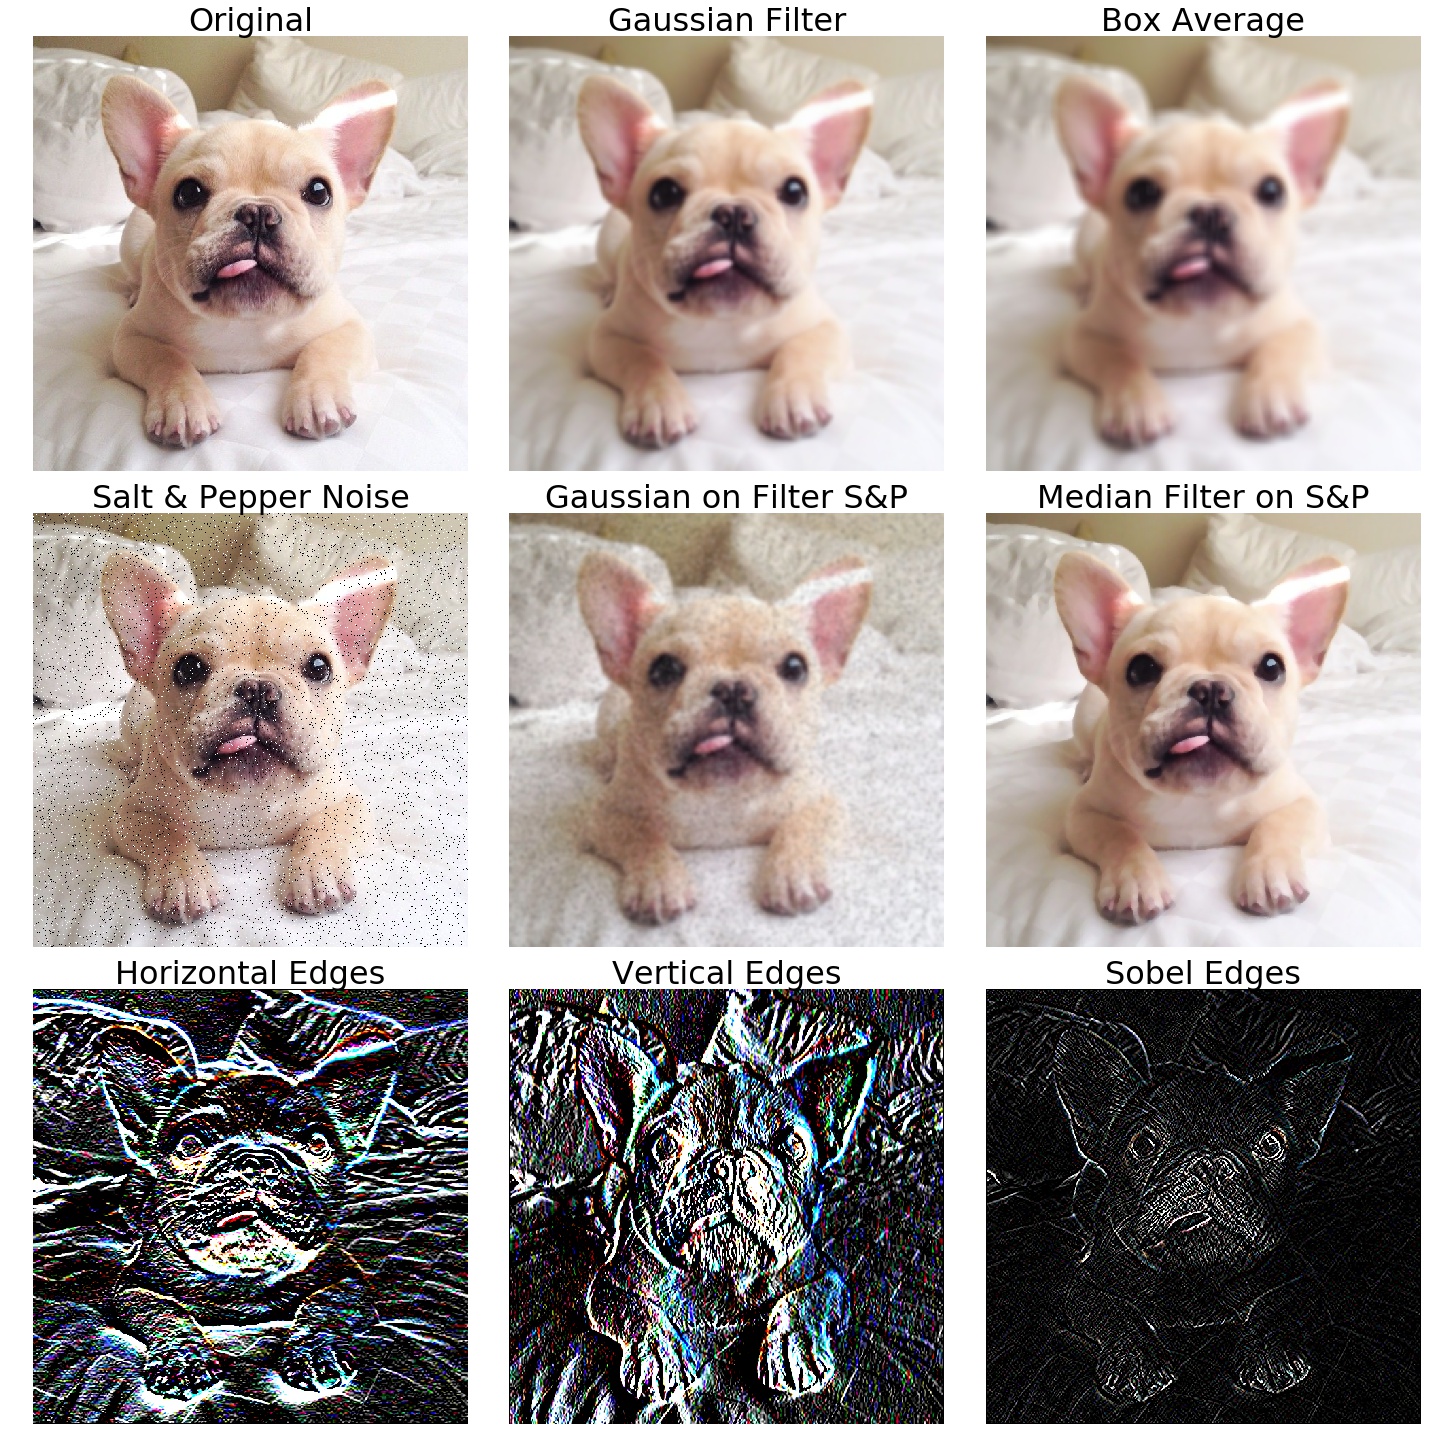 Original
Gaussian Filter
Box Average
Salt & Pepper Noise
Gaussian on Filter S&P
Median Filter on S&P
Horizontal Edges
Vertical Edges
Sobel Edges